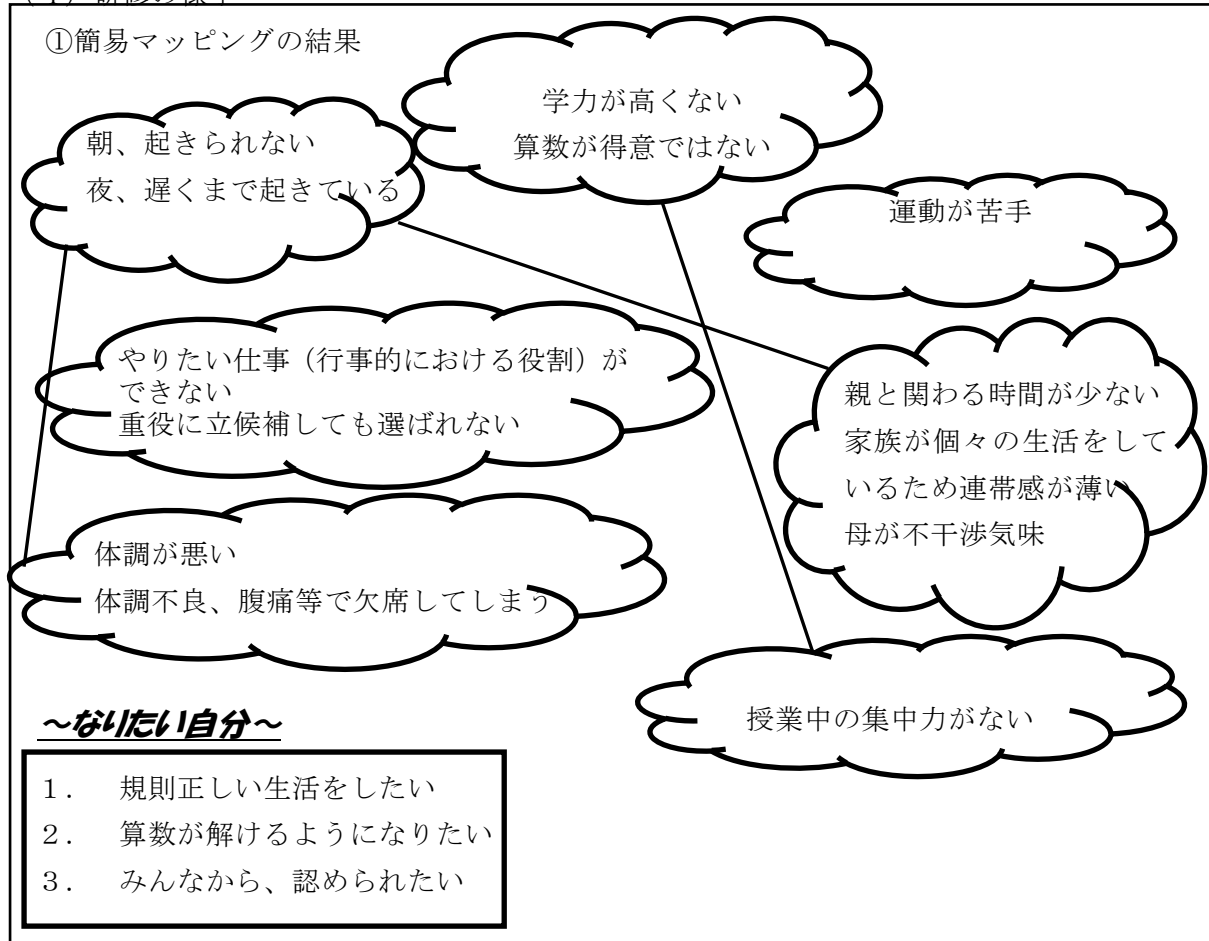 ①簡易マッピングの結果
学力が高くない
算数が得意ではない
朝、起きられない
夜、遅くまで起きている
運動が苦手
やりたい仕事（行事的における役割）が
できない
重役に立候補しても選ばれない
親と関わる時間が少ない
家族が個々の生活をして
いるため連帯感が薄い
母が不干渉気味
体調が悪い
体調不良、腹痛等で欠席してしまう
授業中の集中力がない
～なりたい自分～
１．　規則正しい生活をしたい
２．　算数が解けるようになりたい
３．　みんなから、認められたい